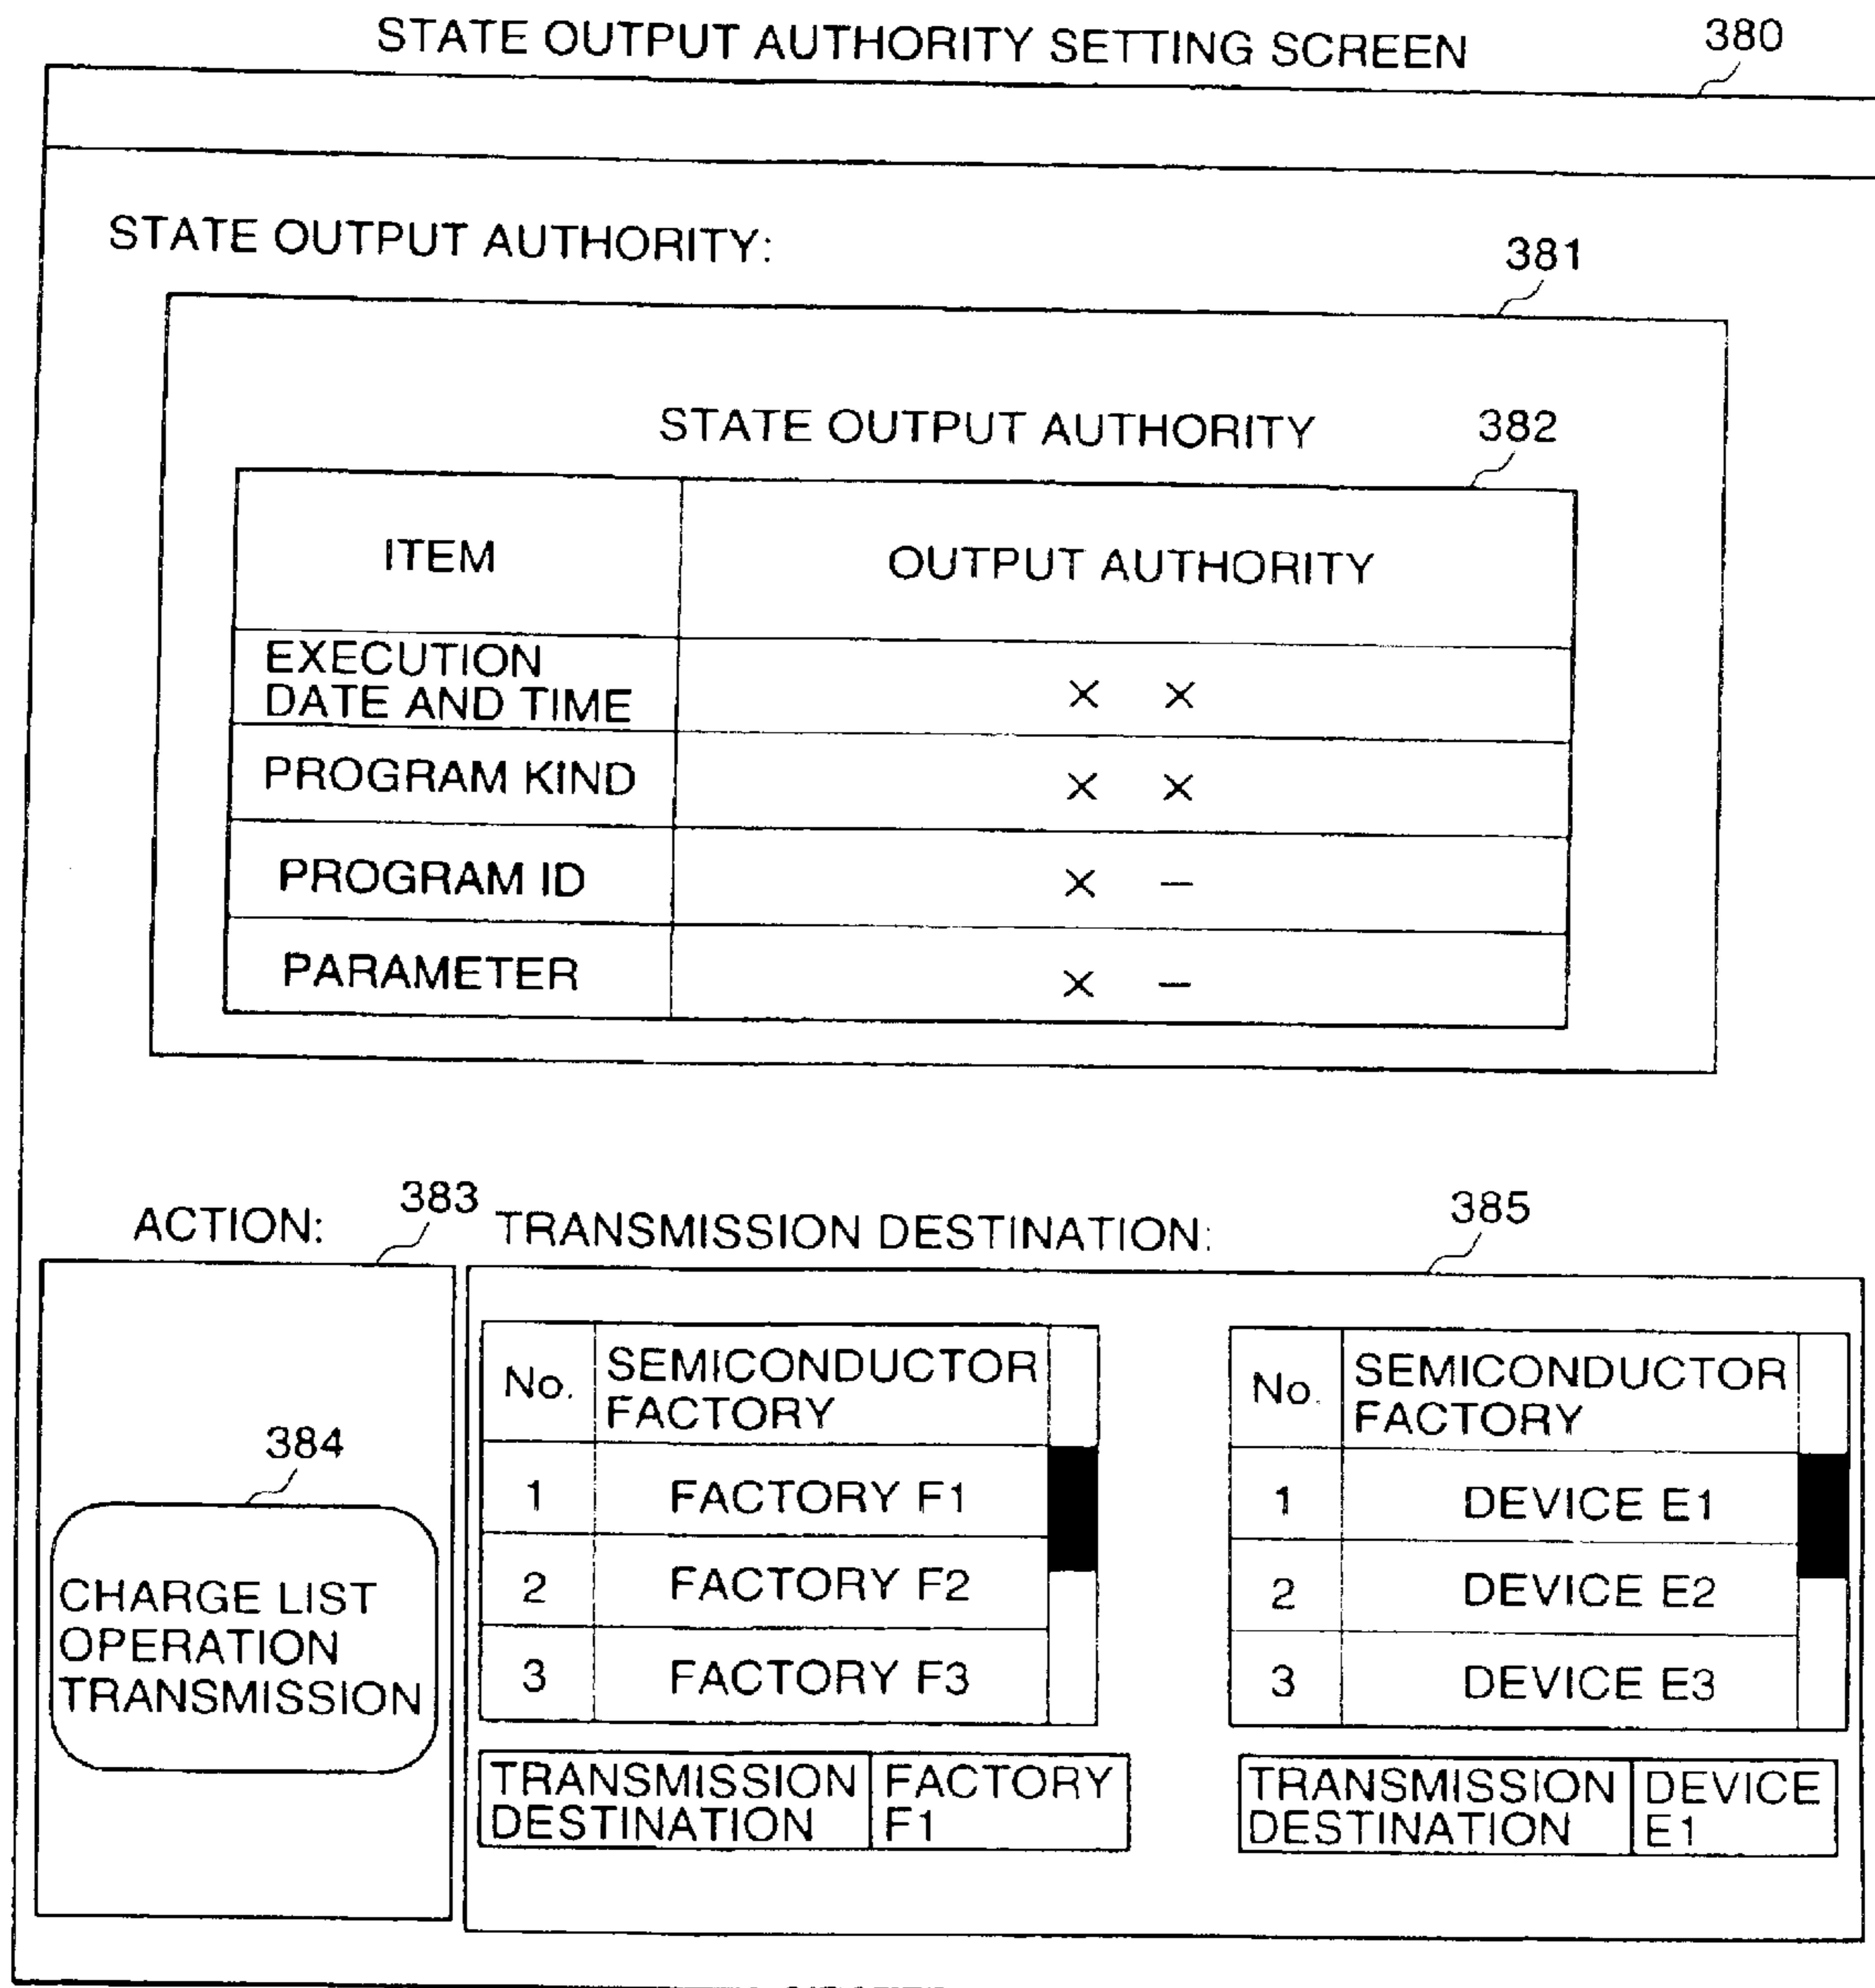 STATE OUTPUT AUTHORITY SETTING SCREEN
380
STATE OUTPUT AUTHORITY:
381
STATE OUTPUT AUTHORITY
382
ITEM
OUTPUT AUTHORITY
EXECUTION
DATE AND TIME
× ×
PROGRAM KIND
× ×
PROGRAM ID
× –
PARAMETER
× –
ACTION:
383
TRANSMISSION DESTINATION:
385
384
CHARGE LIST
OPERATION
TRANSMISSION
No.
SEMICONDUCTOR
FACTORY
1 FACTORY F1
2 FACTORY F2
3 FACTORY F3
TRANSMISSION
DESTINATION
FACTORY
F1
No.
SEMICONDUCTOR
FACTORY
1 DEVICE E1
2 DEVICE E2
3 DEVICE E3
TRANSMISSION
DESTINATION
DEVICE
E1